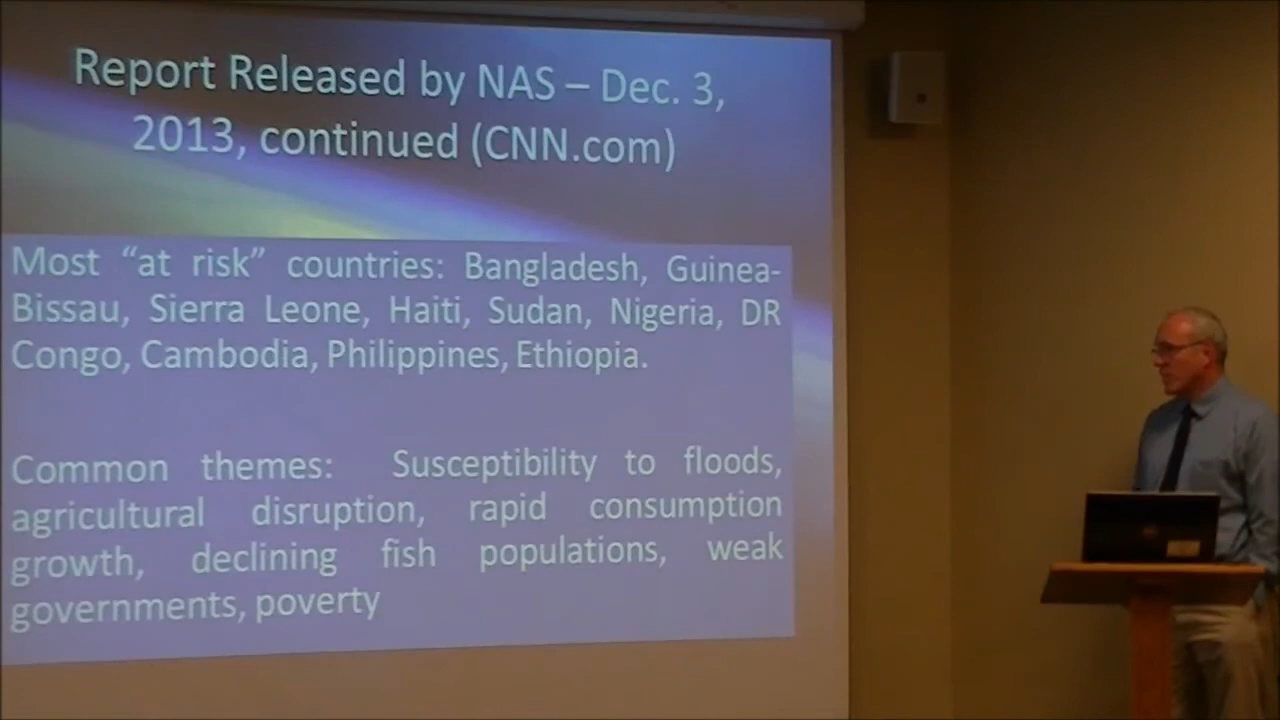 Report Released by NAS – Dec. 3,
2013, continued (CNN.com)
Most “at risk” countries: Bangladesh, Guinea-
Bissau, Sierra Leone, Haiti, Sudan, Nigeria, DR
Congo, Cambodia, Philippines, Ethiopia.
Common themes: Susceptibility to floods,
agricultural disruption, rapid consumption
growth, declining fish populations, weak
governments, poverty